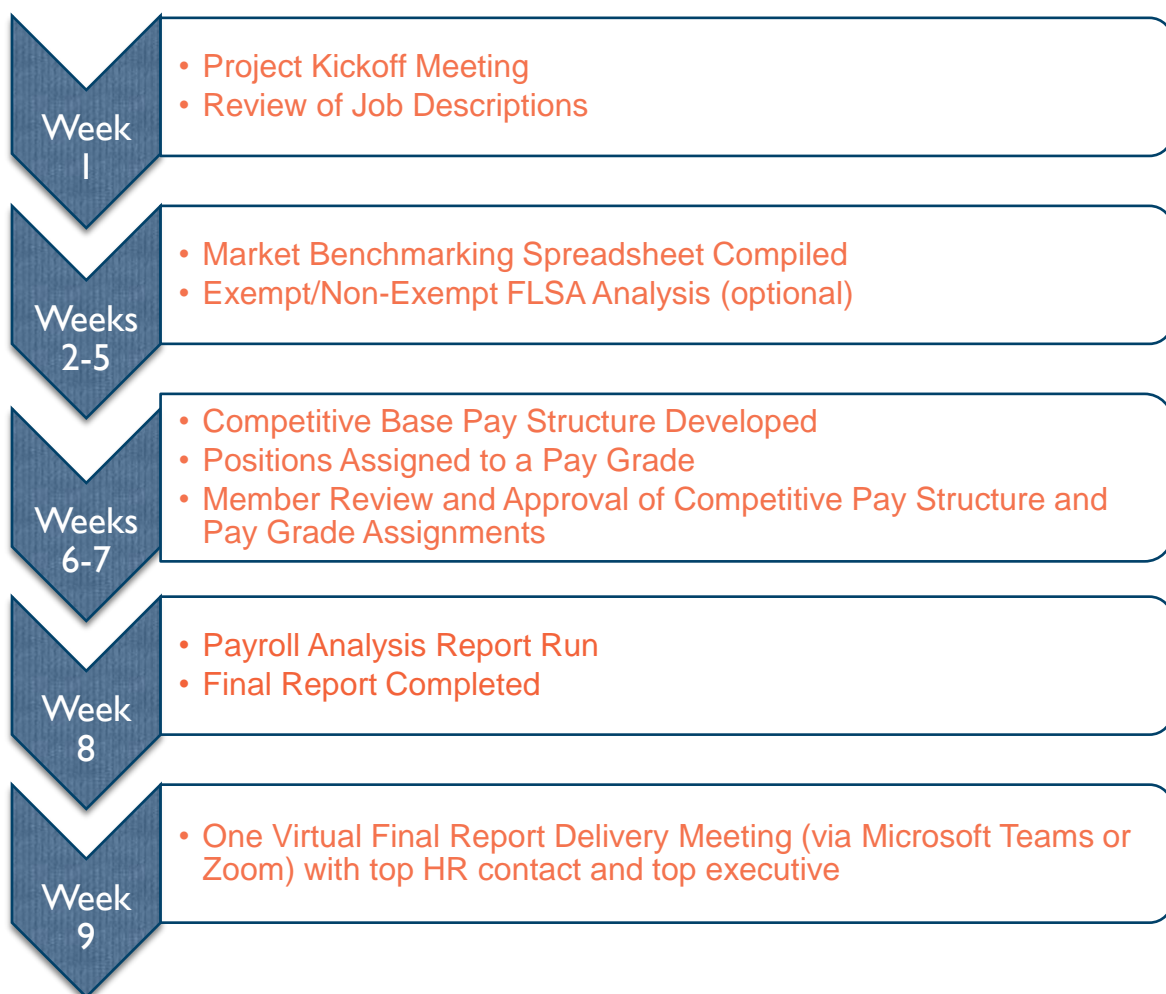 Week
1
• Project Kickoff Meeting
• Review of Job Descriptions
Weeks
2-5
• Market Benchmarking Spreadsheet Compiled
• Exempt/Non-Exempt FLSA Analysis (optional)
Weeks
6-7
• Competitive Base Pay Structure Developed
• Positions Assigned to a Pay Grade
• Member Review and Approval of Competitive Pay Structure and
Pay Grade Assignments
Week
8
• Payroll Analysis Report Run
• Final Report Completed
Week
9
• One Virtual Final Report Delivery Meeting (via Microsoft Teams or
Zoom) with top HR contact and top executive